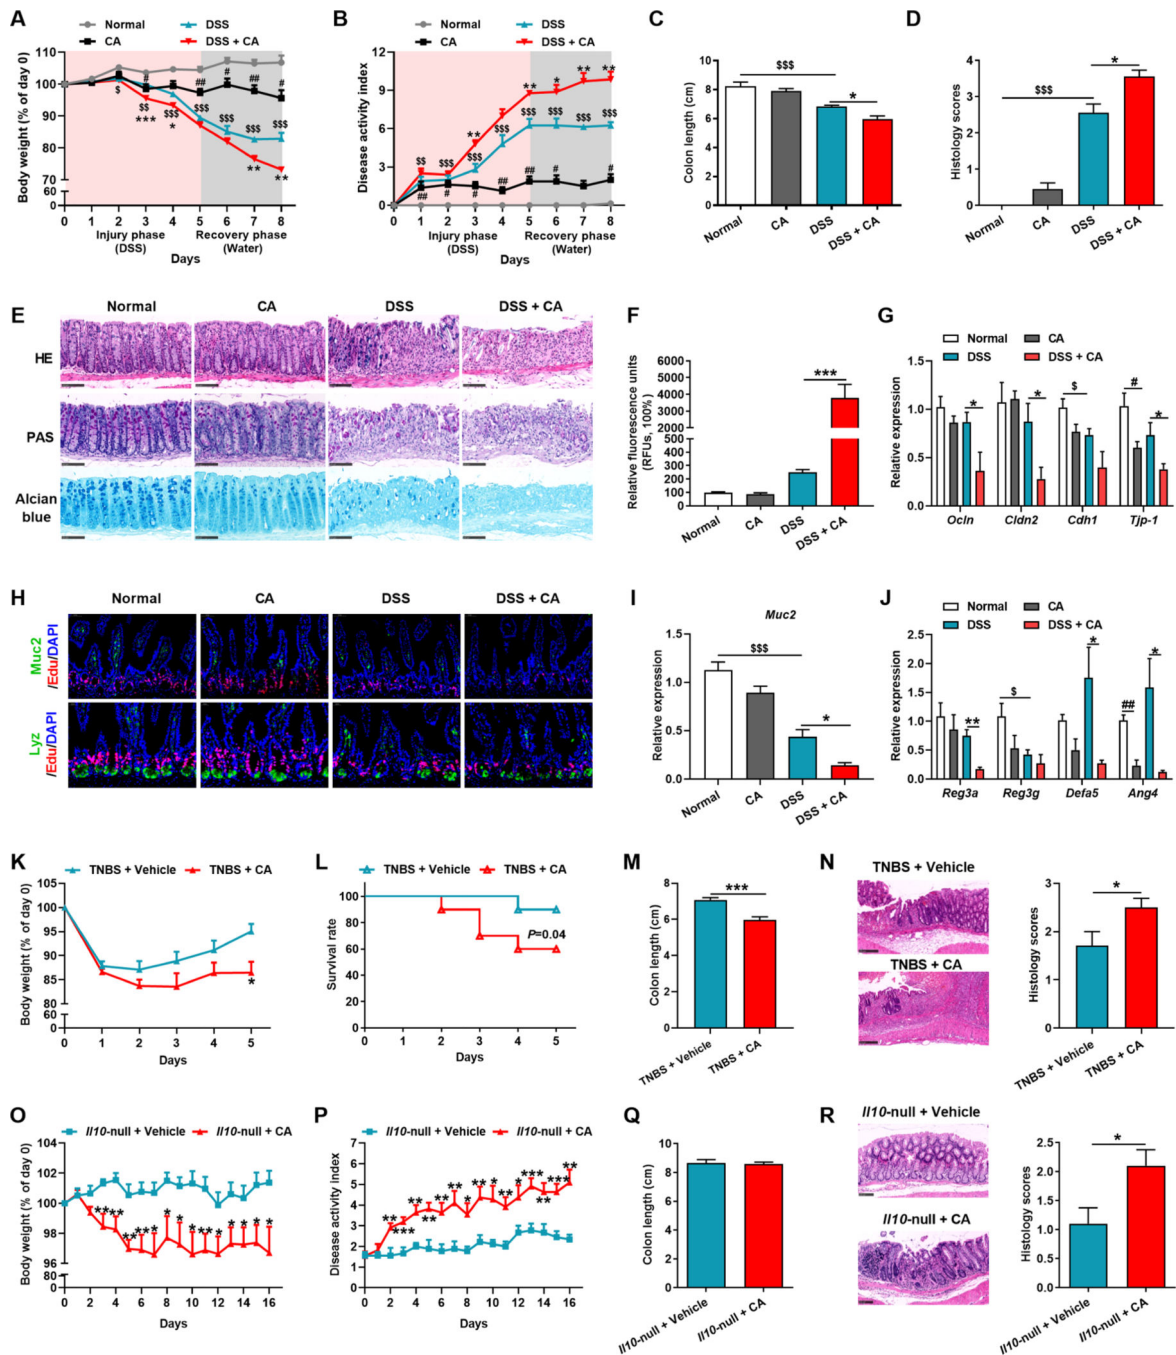 A
Normal
DSS
CA
DSS + CA
Body weight (% of day 0)
110
100
90
80
70
60
0
0 1 2 3 4 5 6 7 8
# ## # ## #
$ $$ $$$ $$$ $$$ $$$ $$$
*** * ** **
Injury phase (DSS)
Recovery phase (Water)
Days
B
Normal
DSS
CA
DSS + CA
Disease activity index
12
9
6
3
0
** ** * ** **
$$ $$$ $$$ $$$ $$$ $$$ $$$ $$$
## # # ## ## # #
0 1 2 3 4 5 6 7 8
Injury phase (DSS)
Recovery phase (Water)
Days
C
Colon length (cm)
10
8
6
4
2
0
$$$
*
Normal
CA
DSS
DSS + CA
D
Histology scores
4
3
2
1
0
$$$
*
Normal
CA
DSS
DSS + CA
E
Normal CA DSS DSS + CA
HE
PAS
Alcian blue
F
Relative fluorescence units (RFUs, 100%)
6000
5000
4000
3000
2000
1000
500
400
300
200
100
0
***
Normal
CA
DSS
DSS + CA
G
Normal
CA
DSS
DSS + CA
Relative expression
1.5
1.0
0.5
0.0
* * $ # *
Ocln Cldn2 Cdh1 Tjp-1
H
Normal CA DSS DSS + CA
Muc2
/Edu/DAPI
Lyz
/Edu/DAPI
I
Muc2
Relative expression
1.5
1.0
0.5
0.0
$$$
*
Normal
CA
DSS
DSS + CA
J
Normal
CA
DSS
DSS + CA
Relative expression
2.5
2.0
1.5
1.0
0.5
0.0
** $ * ## *
Reg3a Reg3g Defa5 Ang4
K
TNBS + Vehicle
TNBS + CA
Body weight (% of day 0)
105
100
95
90
85
60
0
*
0 1 2 3 4 5
Days
L
TNBS + Vehicle
TNBS + CA
Survival rate
100
80
60
40
20
0
P=0.04
0 1 2 3 4 5
Days
M
Colon length (cm)
8
6
4
2
0
***
TNBS + Vehicle
TNBS + CA
N
TNBS + Vehicle
TNBS + CA
Histology scores
3
2
1
0
*
TNBS + Vehicle
TNBS + CA
O
Il10-null + Vehicle
Il10-null + CA
Body weight (% of day 0)
104
102
100
98
96
80
0
** ** ** ** * * * * ** * * * * *
0 2 4 6 8 10 12 14 16
Days
P
Il10-null + Vehicle
Il10-null + CA
Disease activity index
7
6
5
4
3
2
1
0
** *** ** ** ** ** * ** ** ** * *** ** *** **
0 2 4 6 8 10 12 14 16
Days
Q
Colon length (cm)
10
8
6
4
2
0
Il10-null + Vehicle
Il10-null + CA
R
Il10-null + Vehicle
Il10-null + CA
Histology scores
2.5
2.0
1.5
1.0
0.5
0.0
*
Il10-null + Vehicle
Il10-null + CA